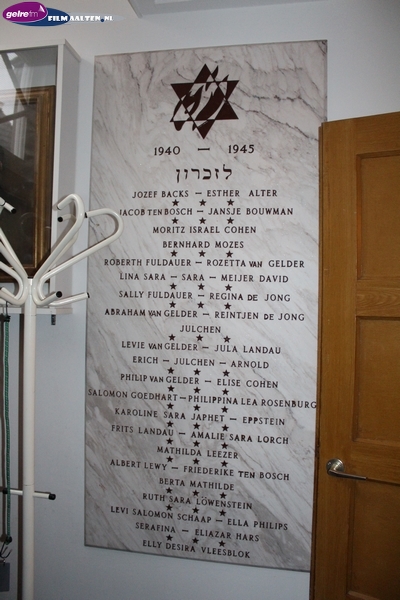 gelre fm
FILMAALTEN.NL
1940 — 1945
לזכרון
JOZEF BACKS — ESTHER ALTER
JACOB TEN BOSCH — JANSJE BOUWMAN
MORITZ ISRAEL COHEN
BERNHARD MOZES
ROBERTH FULDAUER — ROZETTA VAN GELDER
LINA SARA — SARA — MEIJER DAVID
SALLY FULDAUER — REGINA DE JONG
ABRAHAM VAN GELDER — REINTJEN DE JONG
JULCHEN
LEVIE VAN GELDER — JULA LANDAU
ERICH — JULCHEN — ARNOLD
PHILIP VAN GELDER — ELISE COHEN
SALOMON GOEDHART — PHILIPPINA LEA ROSENBURG
KAROLINE SARA JAPHET — EPPSTEIN
FRITS LANDAU — AMALIE SARA LORCH
MATHILDA LEEZER
ALBERT LEWY — FRIEDERIKE TEN BOSCH
BERTA MATHILDE
RUTH SARA LÖWENSTEIN
LEVI SALOMON SCHAAP — ELLA PHILIPS
SERAFINA — ELIAZAR HARS
ELLY DESIRA VLEESBLOK